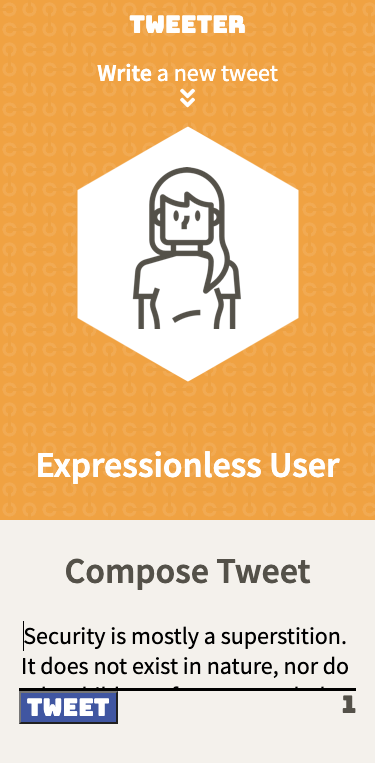 TWEETER
Write a new tweet
Expressionless User
Compose Tweet
Security is mostly a superstition.
It does not exist in nature, nor do
TWEET
1